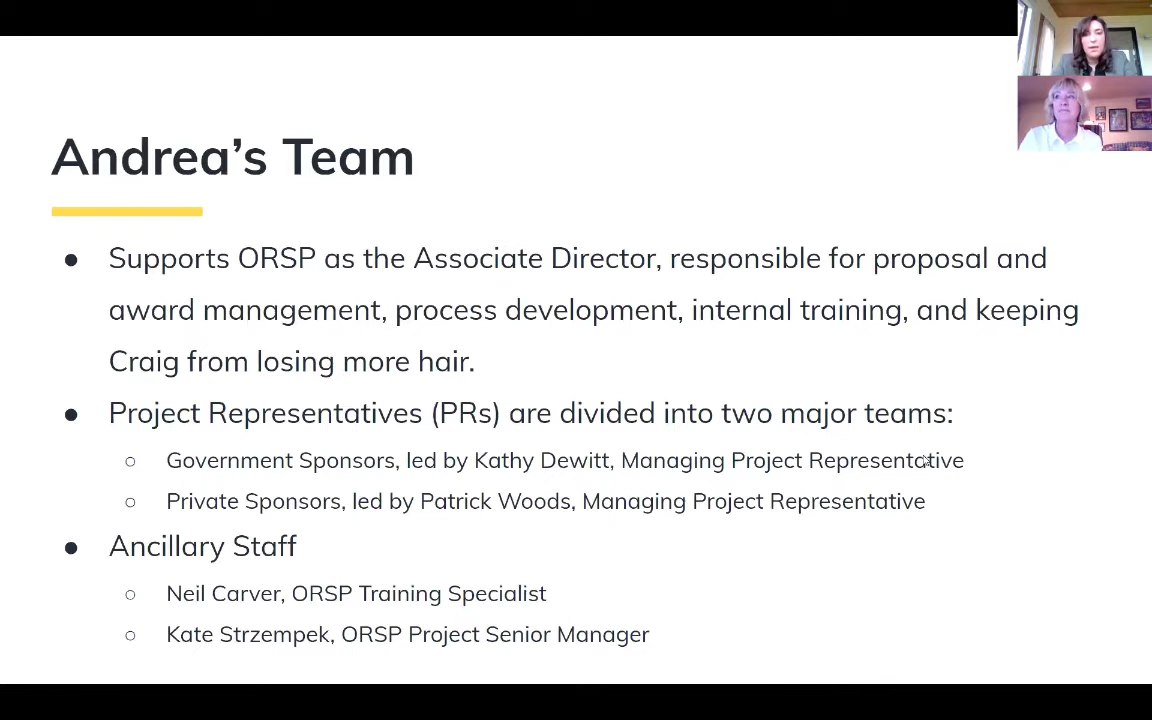 Andrea’s Team
● Supports ORSP as the Associate Director, responsible for proposal and
award management, process development, internal training, and keeping
Craig from losing more hair.
● Project Representatives (PRs) are divided into two major teams:
○ Government Sponsors, led by Kathy Dewitt, Managing Project Representative
○ Private Sponsors, led by Patrick Woods, Managing Project Representative
● Ancillary Staff
○ Neil Carver, ORSP Training Specialist
○ Kate Strzempek, ORSP Project Senior Manager